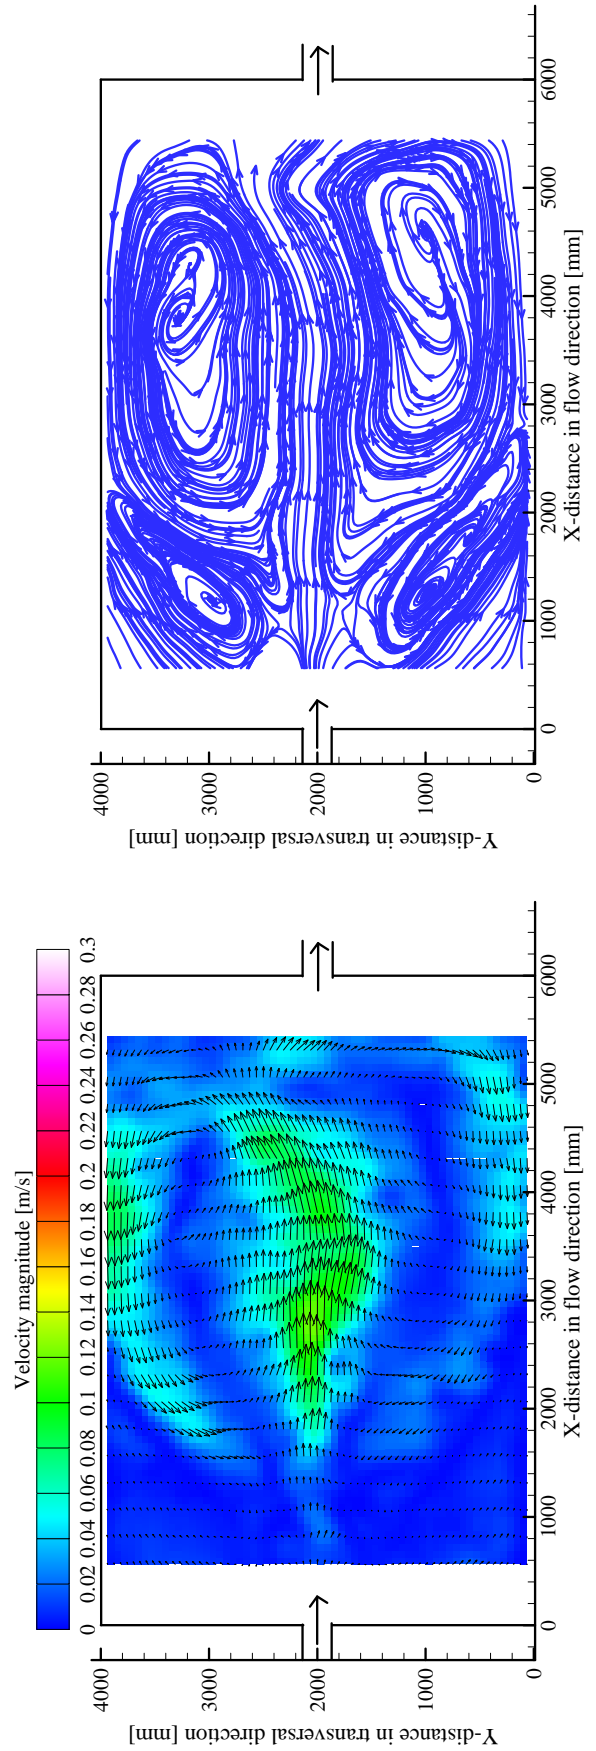 Velocity magnitude [m/s]
0 0.02 0.04 0.06 0.08 0.1 0.12 0.14 0.16 0.18 0.2 0.22 0.24 0.26 0.28 0.3
Y-distance in transversal direction [mm]
4000
3000
2000
1000
0
0 1000 2000 3000 4000 5000 6000
X-distance in flow direction [mm]
Y-distance in transversal direction [mm]
4000
3000
2000
1000
0
0 1000 2000 3000 4000 5000 6000
X-distance in flow direction [mm]